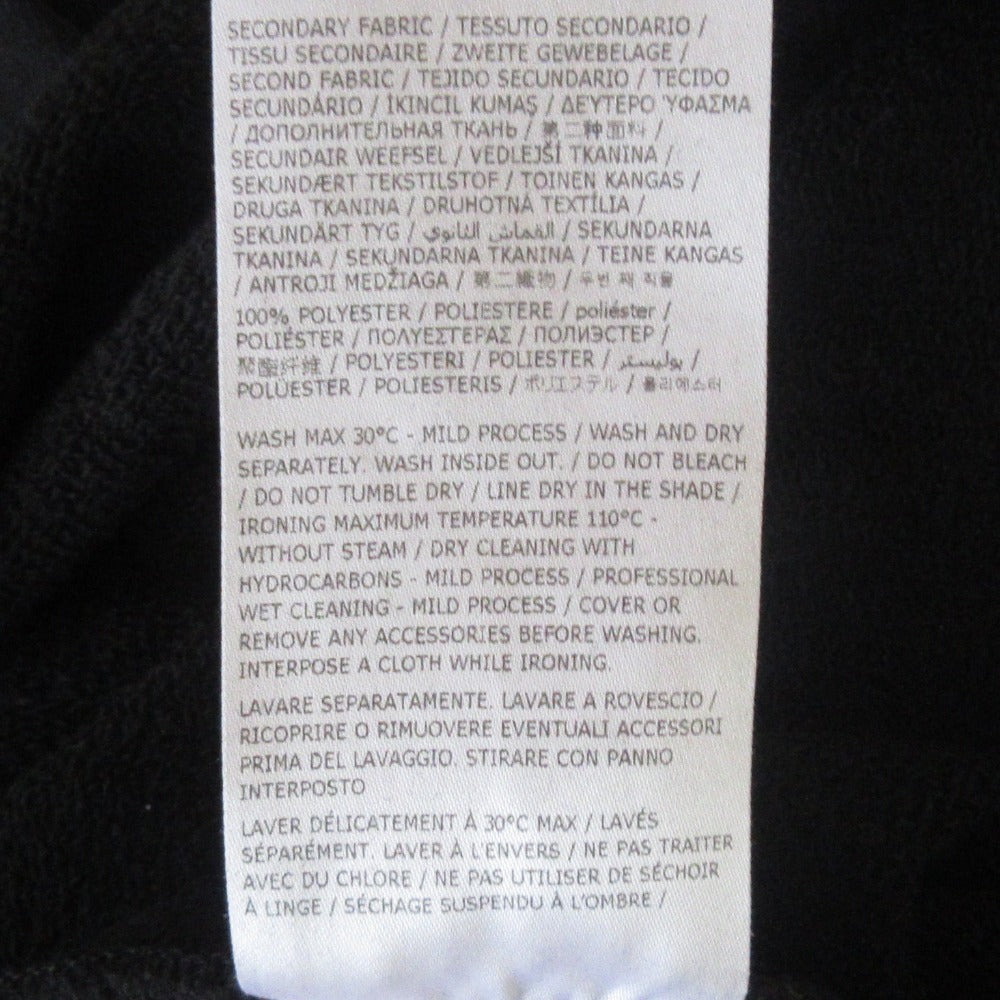 SECONDARY FABRIC / TESSUTO SECONDARIO /
TISSU SECONDAIRE / ZWEITE GEWEBELAGE /
SECOND FABRIC / TEJIDO SECUNDARIO / TECIDO
SECUNDÁRIO / İKINCIL KUMAŞ / ΔΕΥΤΕΡΟ ΎΦΑΣΜΑ
/ ДОПОЛНИТЕЛЬНАЯ ТКАНЬ / 第二种面料 /
SECUNDAIR WEEFSEL / VEDLEJŠÍ TKANINA /
SEKUNDÆRT TEKSTILSTOF / TOINEN KANGAS /
DRUGA TKANINA / DRUHOTNÁ TEXTÍLIA /
SEKUNDÄRT TYG / القماش الثانوي / SEKUNDARNA
TKANINA / SEKUNDARNA TKANINA / TEINE KANGAS
/ ANTROJI MEDŽIAGA / 第二織物 / 두번 째 직물
100% POLYESTER / POLIESTERE / poliéster /
POLIÉSTER / ΠΟΛΥΕΣΤΕΡΑΣ / ПОЛИЭСТЕР /
聚酯纤维 / POLYESTERI / POLIESTER / بوليستر /
POLÜESTER / POLIESTERIS / ポリエステル / 폴리에스터
WASH MAX 30°C - MILD PROCESS / WASH AND DRY
SEPARATELY. WASH INSIDE OUT. / DO NOT BLEACH
/ DO NOT TUMBLE DRY / LINE DRY IN THE SHADE /
IRONING MAXIMUM TEMPERATURE 110°C -
WITHOUT STEAM / DRY CLEANING WITH
HYDROCARBONS - MILD PROCESS / PROFESSIONAL
WET CLEANING - MILD PROCESS / COVER OR
REMOVE ANY ACCESSORIES BEFORE WASHING.
INTERPOSE A CLOTH WHILE IRONING.
LAVARE SEPARATAMENTE. LAVARE A ROVESCIO /
RICOPRIRE O RIMUOVERE EVENTUALI ACCESSORI
PRIMA DEL LAVAGGIO. STIRARE CON PANNO
INTERPOSTO
LAVER DÉLICATEMENT À 30°C MAX / LAVÉS
SÉPARÉMENT. LAVER À L'ENVERS / NE PAS TRAITER
AVEC DU CHLORE / NE PAS UTILISER DE SÉCHOIR
À LINGE / SÉCHAGE SUSPENDU À L'OMBRE /